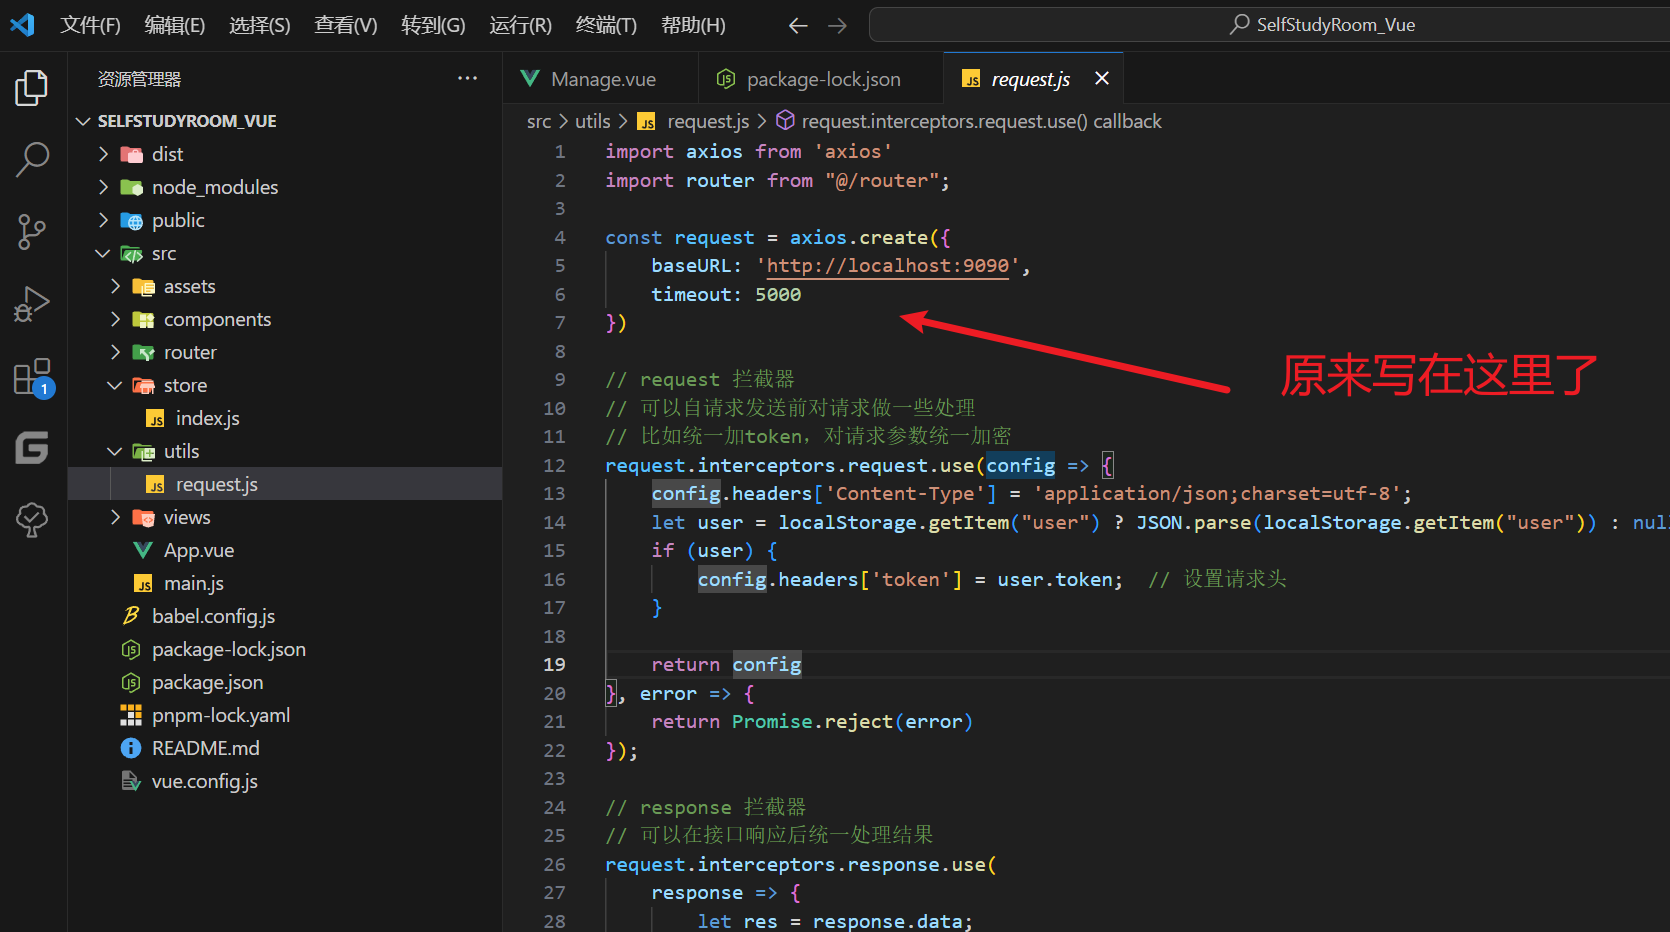 文件(F) 编辑(E) 选择(S) 查看(V) 转到(G) 运行(R) 终端(T) 帮助(H) SelfStudyRoom_Vue
资源管理器
SELFSTUDYROOM_VUE
dist
node_modules
public
src
assets
components
router
store
index.js
utils
request.js
views
App.vue
main.js
babel.config.js
package-lock.json
package.json
pnpm-lock.yaml
README.md
vue.config.js
1
Manage.vue package-lock.json request.js
src > utils > request.js > request.interceptors.request.use() callback
1 import axios from 'axios'
2 import router from "@/router";
3
4 const request = axios.create({
5 baseURL: 'http://localhost:9090',
6 timeout: 5000
7 })
8
9 // request 拦截器
10 // 可以自请求发送前对请求做一些处理
11 // 比如统一加token，对请求参数统一加密
12 request.interceptors.request.use(config => {
13 config.headers['Content-Type'] = 'application/json;charset=utf-8';
14 let user = localStorage.getItem("user") ? JSON.parse(localStorage.getItem("user")) : nul
15 if (user) {
16 config.headers['token'] = user.token; // 设置请求头
17 }
18
19 return config
20 }, error => {
21 return Promise.reject(error)
22 });
23
24 // response 拦截器
25 // 可以在接口响应后统一处理结果
26 request.interceptors.response.use(
27 response => {
28 let res = response.data;
原来写在这里了